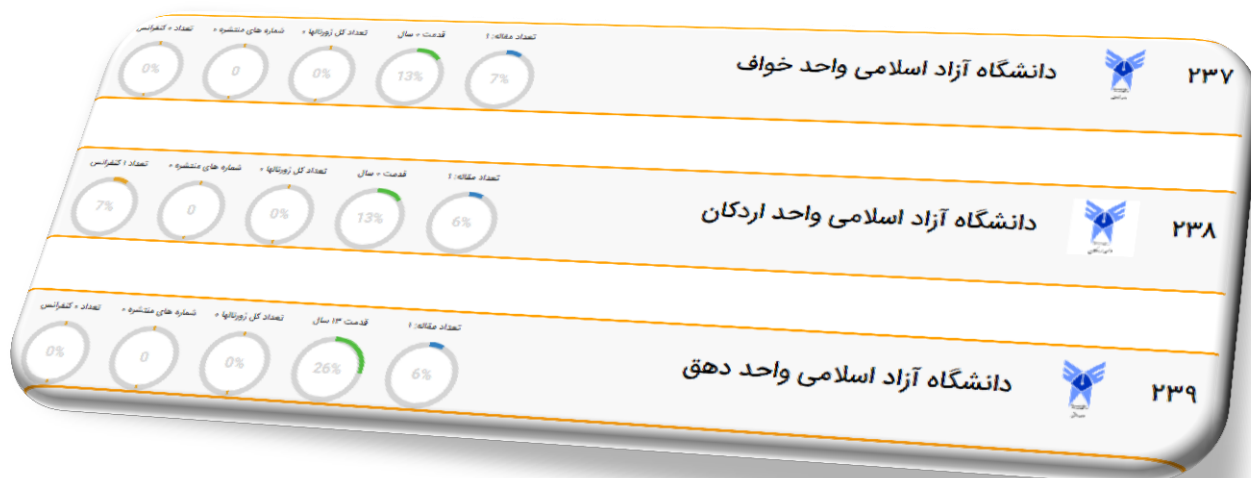 ۲۳۷
دانشگاه آزاد اسلامی واحد خواف
تعداد مقاله: ۱
7%
قدمت ۰ سال
13%
تعداد کل ژورنالها ۰
0%
شماره های منتشره ۰
0
تعداد ۰ کنفرانس
0%
۲۳۸
دانشگاه آزاد اسلامی واحد اردکان
تعداد مقاله: ۱
6%
قدمت ۰ سال
13%
تعداد کل ژورنالها ۰
0%
شماره های منتشره ۰
0
تعداد ۱ کنفرانس
7%
۲۳۹
دانشگاه آزاد اسلامی واحد دهق
تعداد مقاله: ۱
6%
قدمت ۱۳ سال
26%
تعداد کل ژورنالها ۰
0%
شماره های منتشره ۰
0
تعداد ۰ کنفرانس
0%